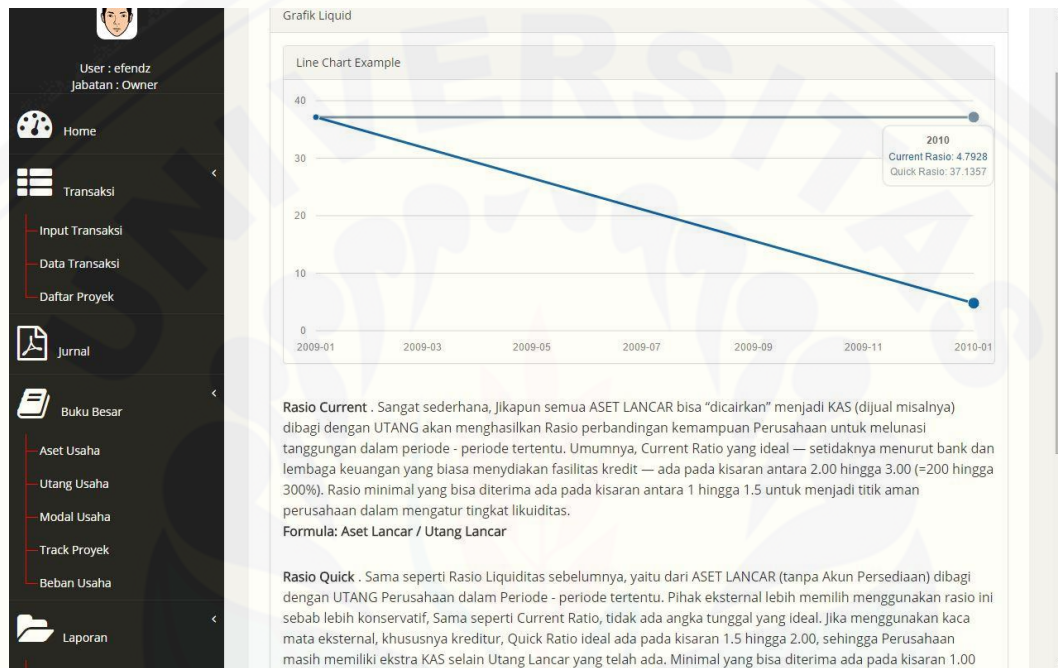 User : efendz
Jabatan : Owner
Home
Transaksi
Input Transaksi
Data Transaksi
Daftar Proyek
Jurnal
Buku Besar
Aset Usaha
Utang Usaha
Modal Usaha
Track Proyek
Beban Usaha
Laporan
Grafik Liquid
Line Chart Example
40
30
20
10
0
2010
Current Rasio: 4.7928
Quick Rasio: 37.1357
2009-01 2009-03 2009-05 2009-07 2009-09 2009-11 2010-01
Rasio Current . Sangat sederhana, Jikapun semua ASET LANCAR bisa “dicairkan” menjadi KAS (dijual misalnya)
dibagi dengan UTANG akan menghasilkan Rasio perbandingan kemampuan Perusahaan untuk melunasi
tanggungan dalam periode - periode tertentu. Umumnya, Current Ratio yang ideal — setidaknya menurut bank dan
lembaga keuangan yang biasa menydiakan fasilitas kredit — ada pada kisaran antara 2.00 hingga 3.00 (=200 hingga
300%). Rasio minimal yang bisa diterima ada pada kisaran antara 1 hingga 1.5 untuk menjadi titik aman
perusahaan dalam mengatur tingkat likuiditas.
Formula: Aset Lancar / Utang Lancar
Rasio Quick . Sama seperti Rasio Liquiditas sebelumnya, yaitu dari ASET LANCAR (tanpa Akun Persediaan) dibagi
dengan UTANG Perusahaan dalam Periode - periode tertentu. Pihak eksternal lebih memilih menggunakan rasio ini
sebab lebih konservatif, Sama seperti Current Ratio, tidak ada angka tunggal yang ideal. Jika menggunakan kaca
mata eksternal, khususnya kreditur, Quick Ratio ideal ada pada kisaran 1.5 hingga 2.00, sehingga Perusahaan
masih memiliki ekstra KAS selain Utang Lancar yang telah ada. Minimal yang bisa diterima ada pada kisaran 1.00
UNIVERSITAS